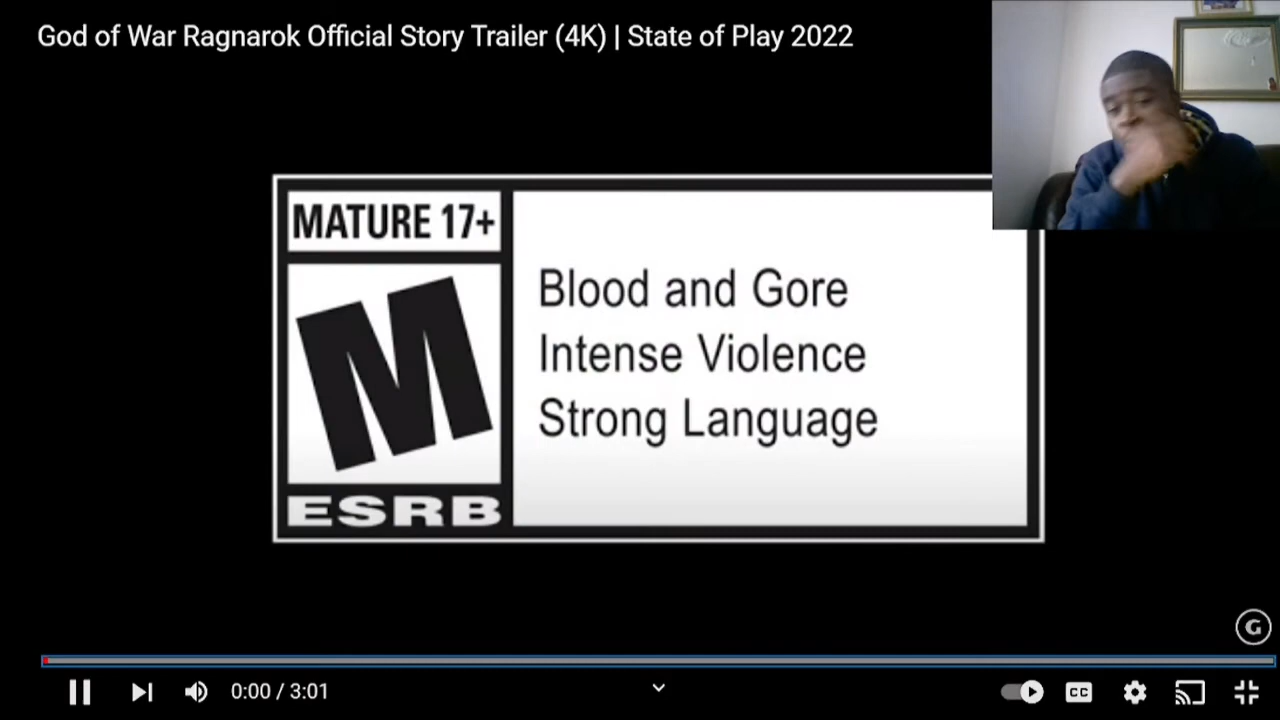 God of War Ragnarok Official Story Trailer (4K) | State of Play 2022
MATURE 17+
M
ESRB
Blood and Gore
Intense Violence
Strong Language
G
0:00 / 3:01
CC